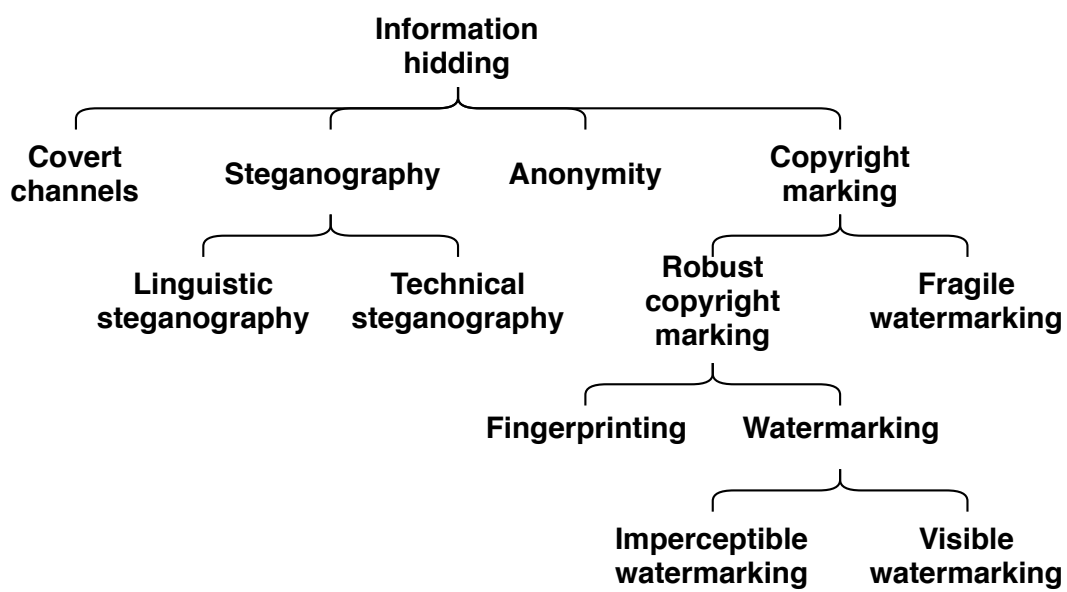 Information
hidding
Covert
channels
Steganography
Anonymity
Copyright
marking
Linguistic
steganography
Technical
steganography
Robust
copyright
marking
Fragile
watermarking
Fingerprinting
Watermarking
Imperceptible
watermarking
Visible
watermarking